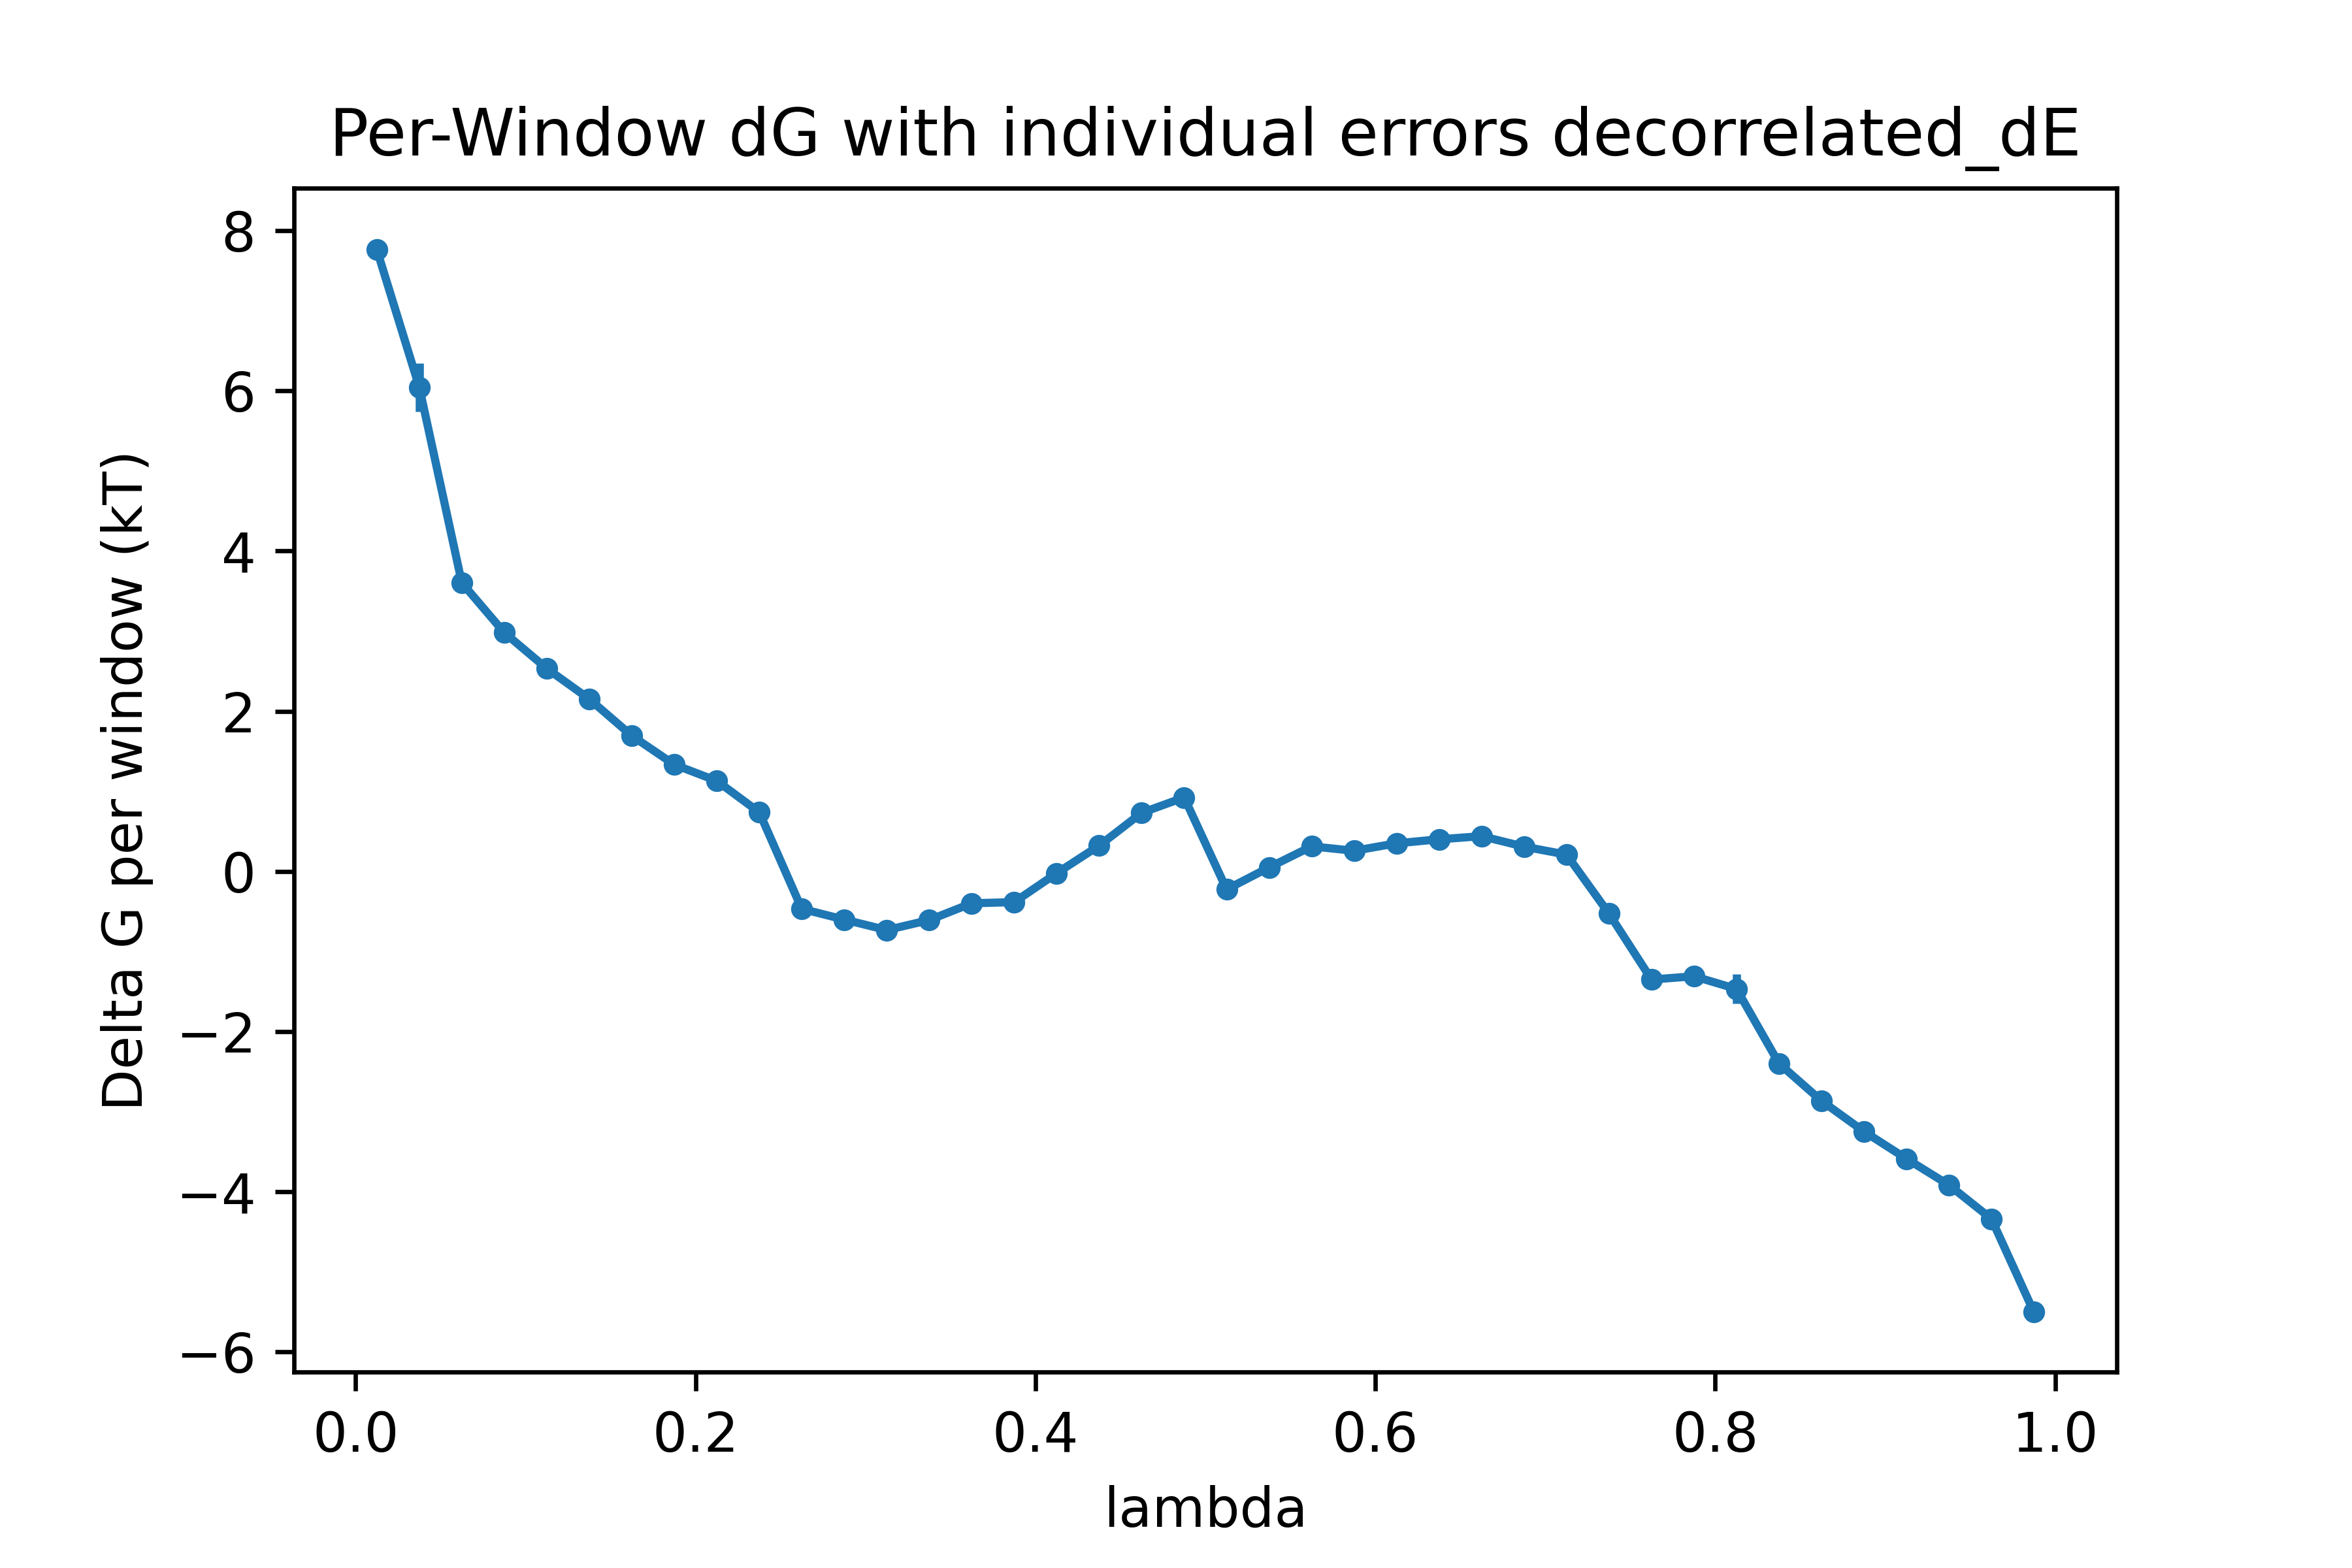 Per-Window dG with individual errors decorrelated_dE
Delta G per window (kT)
8
6
4
2
0
−2
−4
−6
0.0 0.2 0.4 0.6 0.8 1.0
lambda